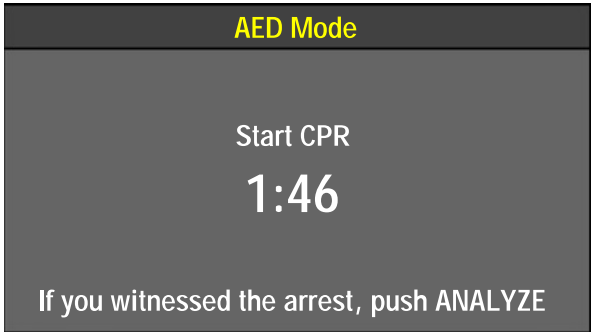 AED Mode
Start CPR
1:46
If you witnessed the arrest, push ANALYZE